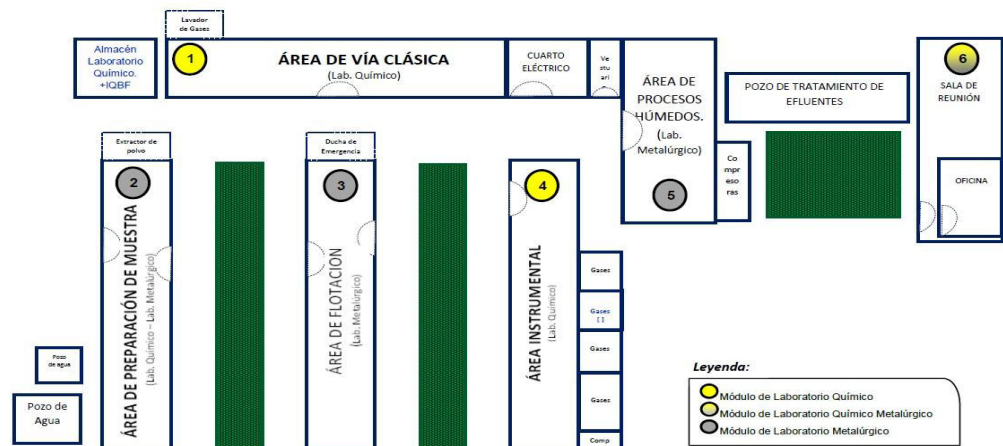 Lavador
de Gases
Almacén
Laboratorio
Químico.
+IQBF
1
ÁREA DE VÍA CLÁSICA
(Lab. Químico)
CUARTO
ELÉCTRICO
Ve
stu
ari
ÁREA DE
PROCESOS
HÚMEDOS.
(Lab.
Metalúrgico)
5
POZO DE TRATAMIENTO DE
EFLUENTES
6
SALA DE
REUNIÓN
OFICINA
Co
mpr
eso
ras
Extractor de
polvo
2
ÁREA DE PREPARACIÓN DE MUESTRA
(Lab. Químico – Lab. Metalúrgico)
Ducha de
Emergencia
3
ÁREA DE FLOTACION
(Lab. Metalúrgico)
4
ÁREA INSTRUMENTAL
(Lab. Químico)
Gases
Gases
[ ]
Gases
Gases
Comp
Pozo
de agua
Pozo de
Agua
Leyenda:
Módulo de Laboratorio Químico
Módulo de Laboratorio Químico Metalúrgico
Módulo de Laboratorio Metalúrgico